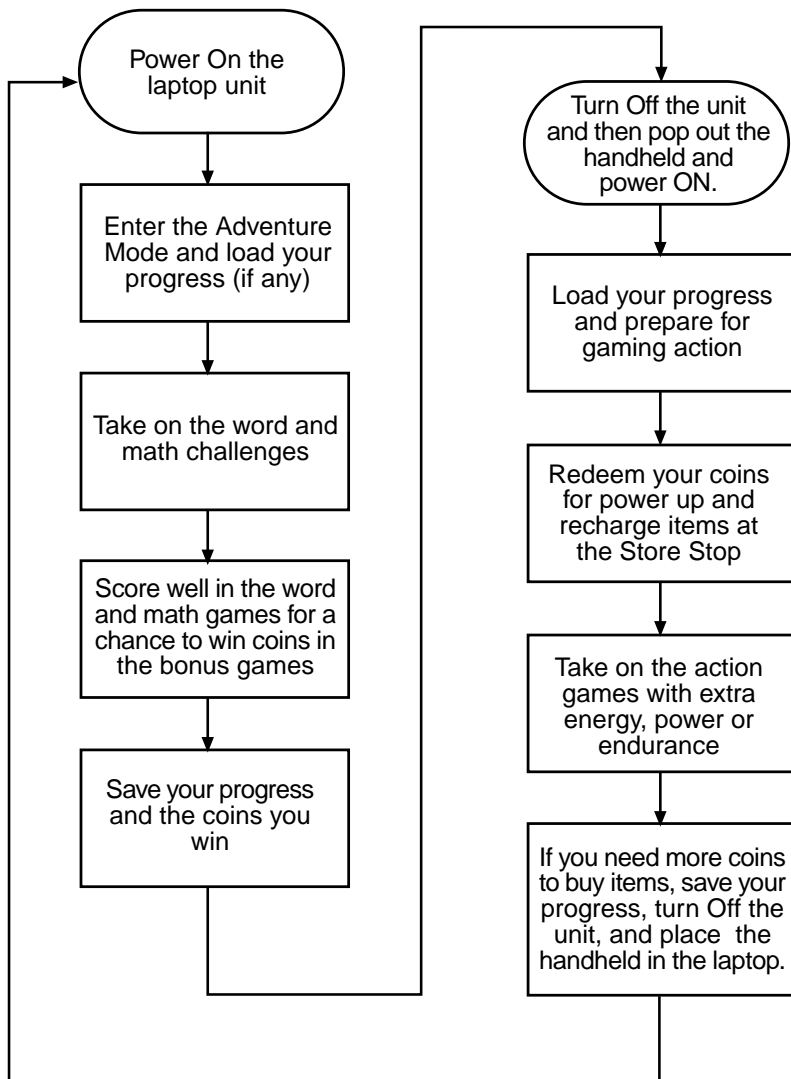 Power On the
laptop unit
Enter the Adventure
Mode and load your
progress (if any)
Take on the word and
math challenges
Score well in the word
and math games for a
chance to win coins in
the bonus games
Save your progress
and the coins you
win
Turn Off the unit
and then pop out the
handheld and
power ON.
Load your progress
and prepare for
gaming action
Redeem your coins
for power up and
recharge items at
the Store Stop
Take on the action
games with extra
energy, power or
endurance
If you need more coins
to buy items, save your
progress, turn Off the
unit, and place the
handheld in the laptop.